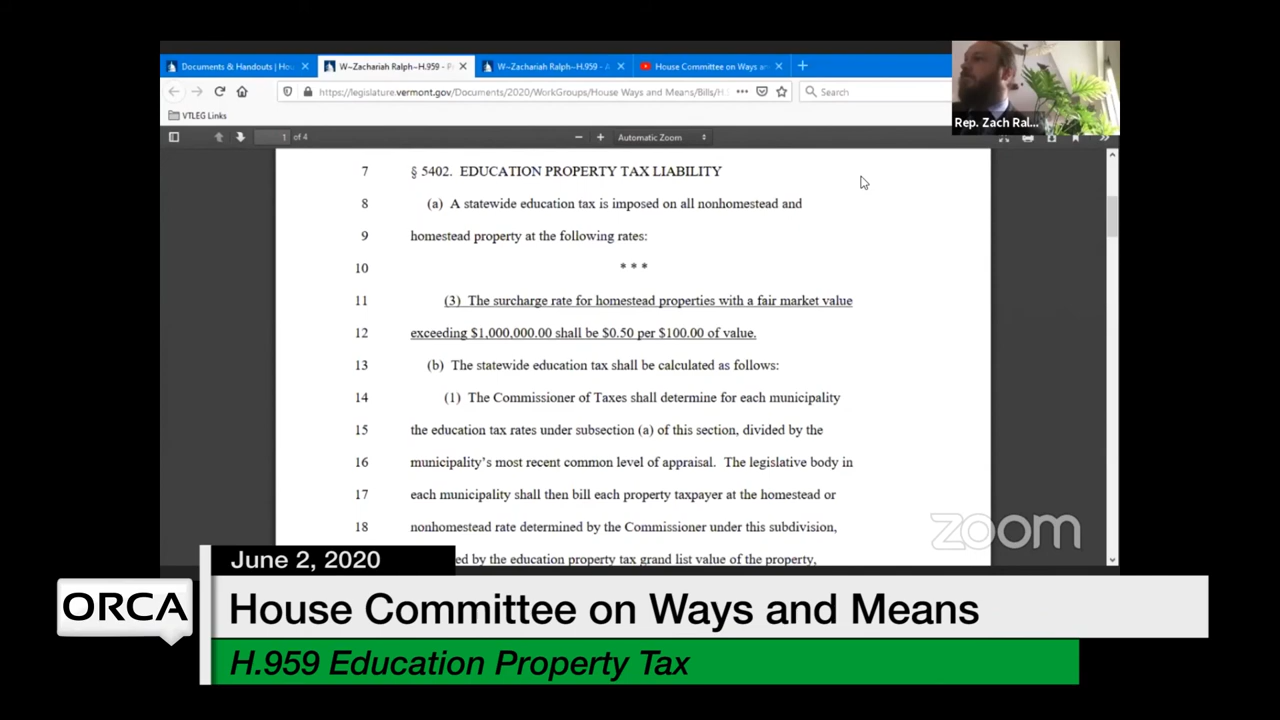 Documents & Handouts | Ho
W~Zachariah Ralph~H.959 - P
W~Zachariah Ralph~H.959 - A
House Committee on Ways a
https://legislature.vermont.gov/Documents/2020/WorkGroups/House Ways and Means/Bills/H.
Search
VTLEG Links
Rep. Zach Ral...
1 of 4
Automatic Zoom
7 § 5402. EDUCATION PROPERTY TAX LIABILITY
8 (a) A statewide education tax is imposed on all nonhomestead and
9 homestead property at the following rates:
10 * * *
11 (3) The surcharge rate for homestead properties with a fair market value
12 exceeding $1,000,000.00 shall be $0.50 per $100.00 of value.
13 (b) The statewide education tax shall be calculated as follows:
14 (1) The Commissioner of Taxes shall determine for each municipality
15 the education tax rates under subsection (a) of this section, divided by the
16 municipality's most recent common level of appraisal. The legislative body in
17 each municipality shall then bill each property taxpayer at the homestead or
18 nonhomestead rate determined by the Commissioner under this subdivision,
ed by the education property tax grand list value of the property,
zoom
June 2, 2020
ORCA
House Committee on Ways and Means
H.959 Education Property Tax